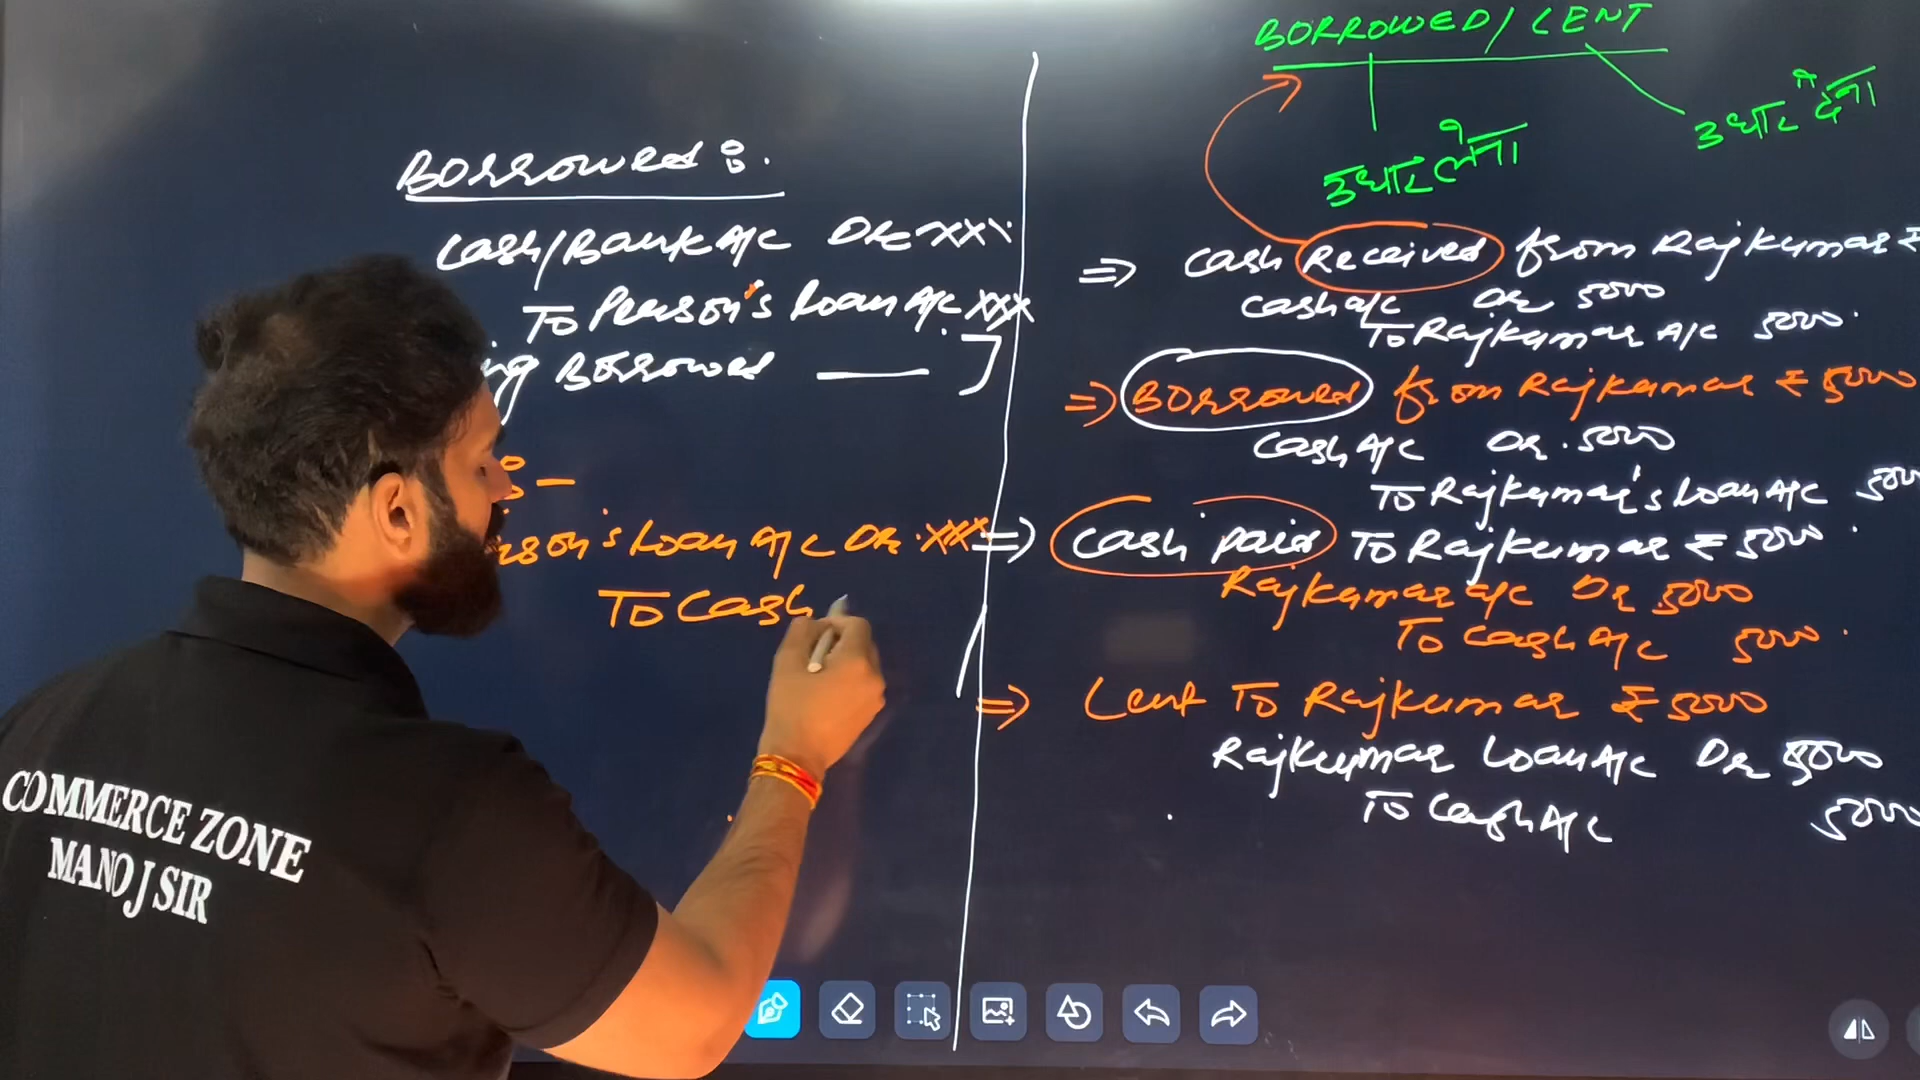 BORROWED/LENT
उधार लेना
उधार देना
Borrowed :
Cash/Bank A/c Dr xxx
To Person's Loan A/c xxx
ng Borrowed —— ]
: -
rson's Loan A/c Dr. xxx
To Cash
⇒ Cash Received from Rajkumar ₹
Cash a/c Dr 5000
To Rajkumar A/c 5000.
⇒ Borrowed from Rajkumar ₹ 5000
Cash A/c Dr. 5000
To Rajkumar's Loan A/c 500
⇒ Cash paid To Rajkumar ₹ 5000.
Rajkumar a/c Dr 5000
To Cash A/c 5000.
⇒ Lent To Rajkumar ₹ 5000
Rajkumar Loan A/c Dr 5000
To Cash A/c 5000
COMMERCE ZONE
MANOJ SIR